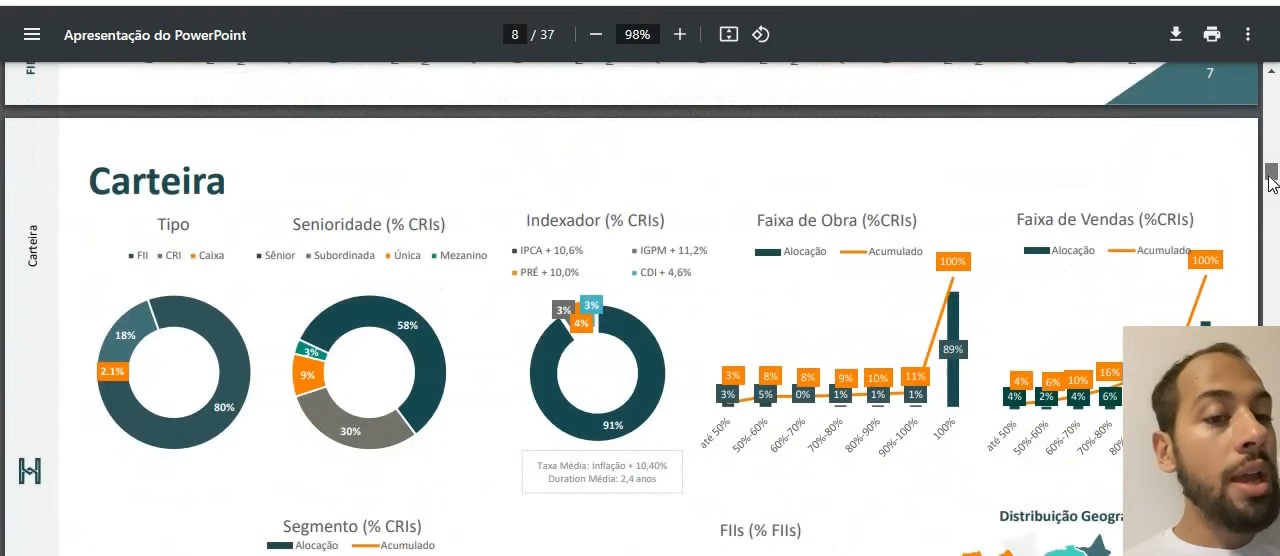 Apresentação do PowerPoint
8 / 37
98%
7
Carteira
Carteira
Tipo
FII CRI Caixa
18%
2.1%
80%
Senioridade (% CRIs)
Sênior Subordinada Única Mezanino
58%
3%
9%
30%
Indexador (% CRIs)
IPCA + 10,6% IGPM + 11,2%
PRÉ + 10,0% CDI + 4,6%
3% 3%
4%
91%
Taxa Média: Inflação + 10,40%
Duration Média: 2,4 anos
Faixa de Obra (%CRIs)
Alocação Acumulado
100%
89%
3% 8% 8% 9% 10% 11%
3% 5% 0% 1% 1% 1%
até 50% 50%-60% 60%-70% 70%-80% 80%-90% 90%-100% 100%
Faixa de Vendas (%CRIs)
Alocação Acumulado
100%
4% 6% 10% 16%
4% 2% 4% 6%
até 50% 50%-60% 60%-70% 70%-80%
Segmento (% CRIs)
Alocação Acumulado
FIIs (% FIIs)
Distribuição Geogra